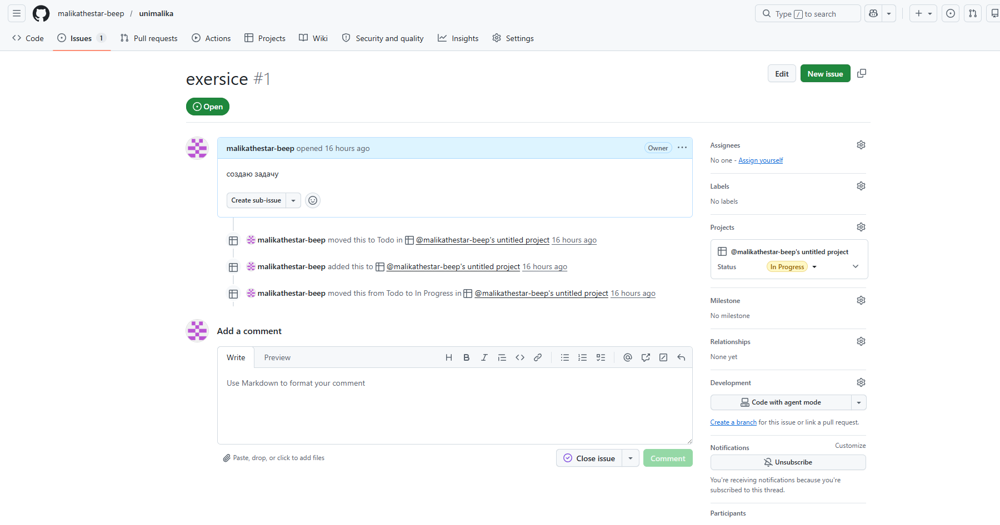 malikathestar-beep / unimalika
Type / to search
Code
Issues 1
Pull requests
Actions
Projects
Wiki
Security and quality
Insights
Settings
exersice #1
Edit
New issue
Open
malikathestar-beep opened 16 hours ago
Owner
создаю задачу
Create sub-issue
malikathestar-beep moved this to Todo in @malikathestar-beep's untitled project 16 hours ago
malikathestar-beep added this to @malikathestar-beep's untitled project 16 hours ago
malikathestar-beep moved this from Todo to In Progress in @malikathestar-beep's untitled project 16 hours ago
Add a comment
Write
Preview
Use Markdown to format your comment
Paste, drop, or click to add files
Close issue
Comment
Assignees
No one - Assign yourself
Labels
No labels
Projects
@malikathestar-beep's untitled project
Status In Progress
Milestone
No milestone
Relationships
None yet
Development
Code with agent mode
Create a branch for this issue or link a pull request.
Notifications
Customize
Unsubscribe
You're receiving notifications because you're
subscribed to this thread.
Participants